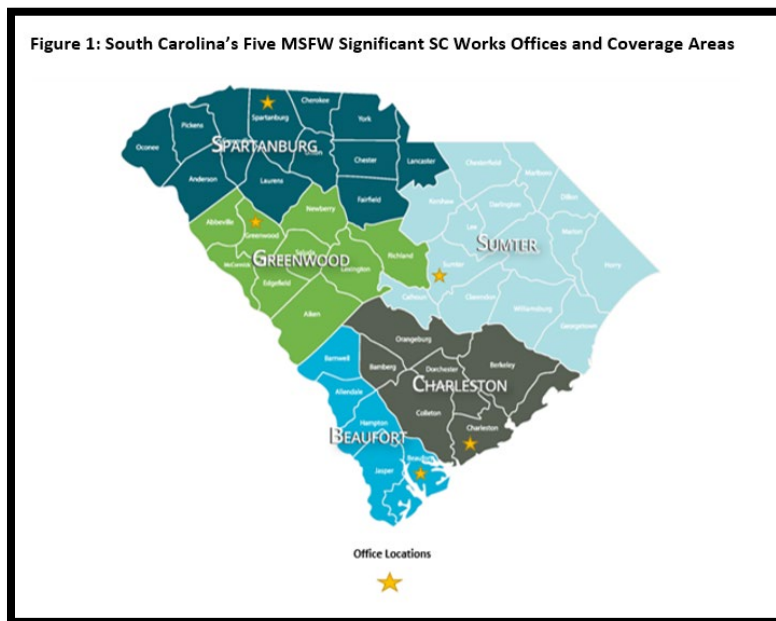 Figure 1: South Carolina's Five MSFW Significant SC Works Offices and Coverage Areas
Cherokee
Spartanburg
York
Pickens
Oconee
SPARTANBURG
Union
Chester
Lancaster
Chesterfield
Marlboro
Anderson
Laurens
Fairfield
Kershaw
Darlington
Dillon
Newberry
Abbeville
Greenwood
Lee
Marion
SUMTER
Richland
Saluda
GREENWOOD
McCormick
Lexington
Sumter
Horry
Edgefield
Calhoun
Clarendon
Williamsburg
Aiken
Georgetown
Orangeburg
Barnwell
Bamberg
Dorchester
Berkeley
CHARLESTON
Allendale
Colleton
Hampton
Charleston
BEAUFORT
Beaufort
Jasper
Office Locations